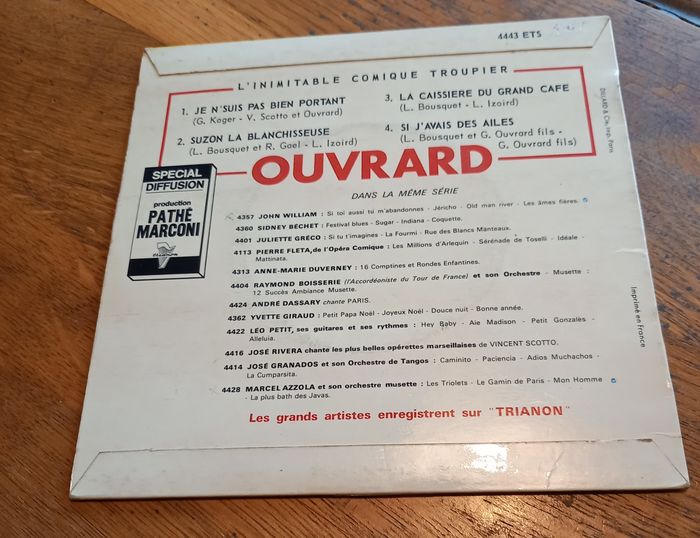 4443 ETS
L'INIMITABLE COMIQUE TROUPIER
1. JE N'SUIS PAS BIEN PORTANT
(G. Koger - V. Scotto et Ouvrard)
2. SUZON LA BLANCHISSEUSE
(L. Bousquet et R. Gael - L. Izoird)
3. LA CAISSIERE DU GRAND CAFE
(L. Bousquet - L. Izoird)
4. SI J'AVAIS DES AILES
(L. Bousquet et G. Ouvrard fils -
G. Ouvrard fils)
OUVRARD
SPECIAL
DIFFUSION
production
PATHÉ
MARCONI
trianon
DANS LA MÊME SÉRIE
4357 JOHN WILLIAM : Si toi aussi tu m'abandonnes - Jéricho - Old man river - Les âmes fières.
4360 SIDNEY BECHET : Festival blues - Sugar - Indiana - Coquette.
4401 JULIETTE GRÉCO : Si tu t'imagines - La Fourmi - Rue des Blancs Manteaux.
4113 PIERRE FLETA, de l'Opéra Comique : Les Millions d'Arlequin - Sérénade de Toselli - Idéale -
Mattinata.
4313 ANNE-MARIE DUVERNEY : 16 Comptines et Rondes Enfantines.
4404 RAYMOND BOISSERIE (l'Accordéoniste du Tour de France) et son Orchestre - Musette :
12 Succès Ambiance Musette.
4424 ANDRÉ DASSARY chante PARIS.
4362 YVETTE GIRAUD : Petit Papa Noël - Joyeux Noël - Douce nuit - Bonne année.
4422 LÉO PETIT, ses guitares et ses rythmes : Hey Baby - Aie Madison - Petit Gonzalès -
Alleluia.
4416 JOSÉ RIVERA chante les plus belles opérettes marseillaises de VINCENT SCOTTO.
4414 JOSÉ GRANADOS et son Orchestre de Tangos : Caminito - Paciencia - Adios Muchachos -
La Cumparsita.
4428 MARCEL AZZOLA et son orchestre musette : Les Triolets - Le Gamin de Paris - Mon Homme
- La plus bath des Javas.
Les grands artistes enregistrent sur "TRIANON"
DILLARD & Cie, Imp. Paris
Imprimé en France